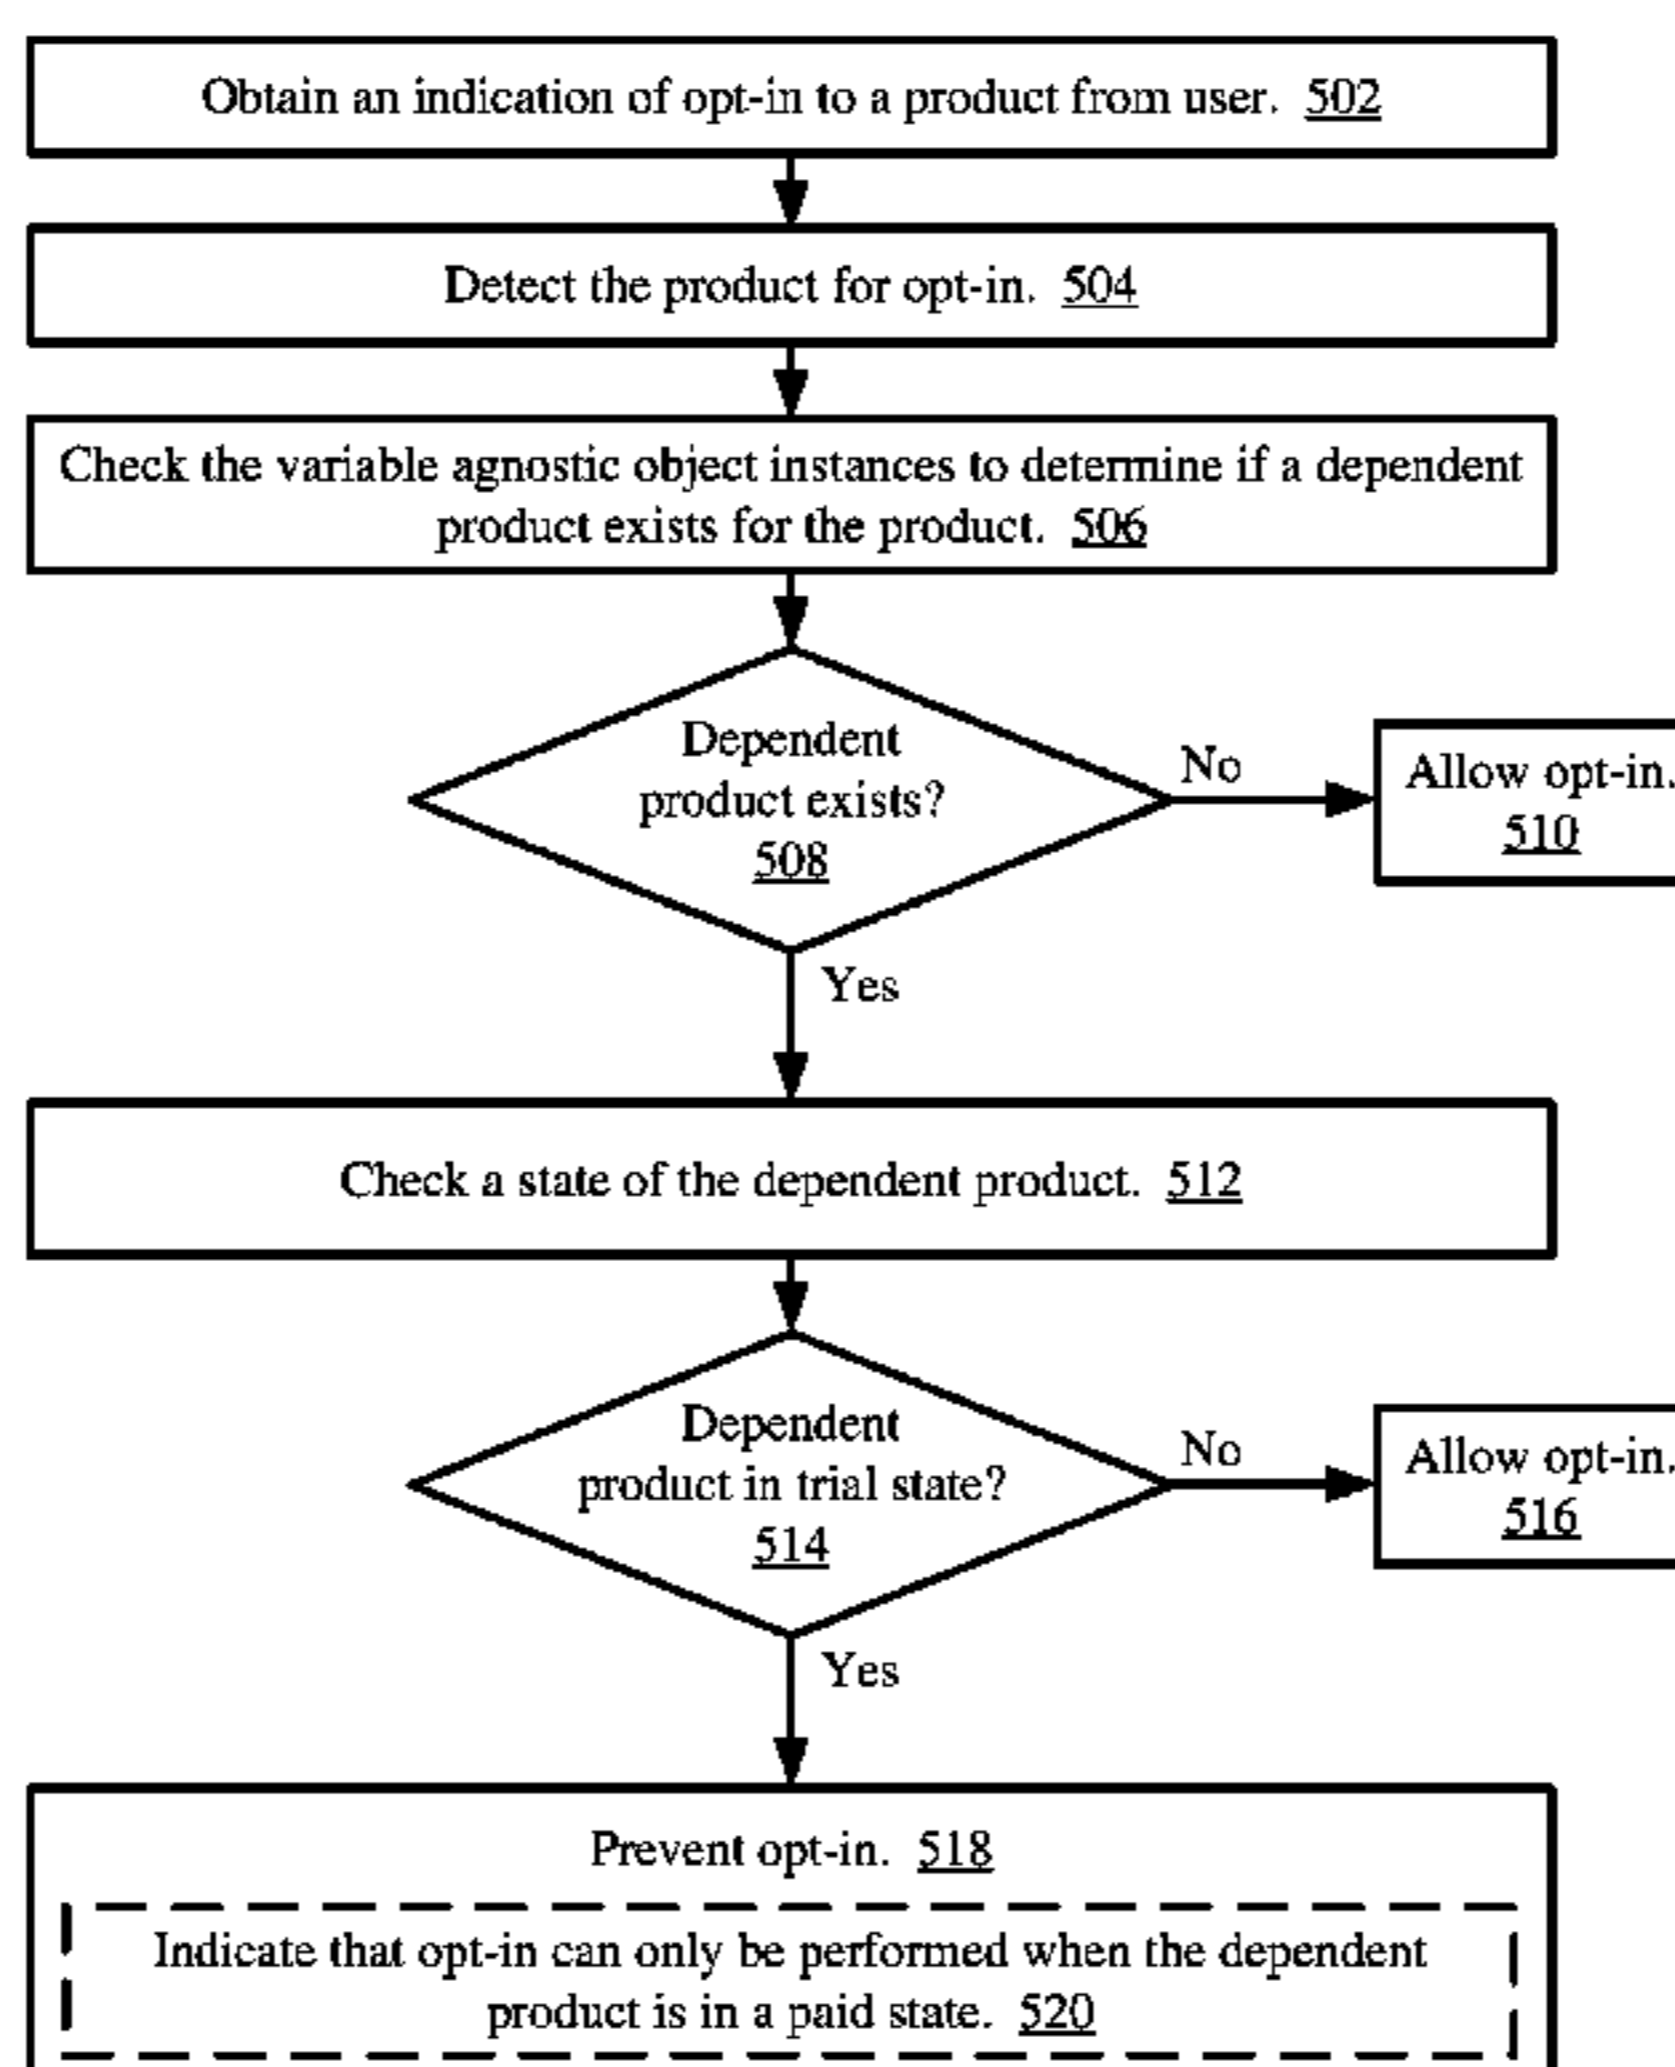 Obtain an indication of opt-in to a product from user. 502
Detect the product for opt-in. 504
Check the variable agnostic object instances to determine if a dependent
product exists for the product. 506
Dependent
product exists?
508
No
Allow opt-in.
510
Yes
Check a state of the dependent product. 512
Dependent
product in trial state?
514
No
Allow opt-in.
516
Yes
Prevent opt-in. 518
Indicate that opt-in can only be performed when the dependent
product is in a paid state. 520